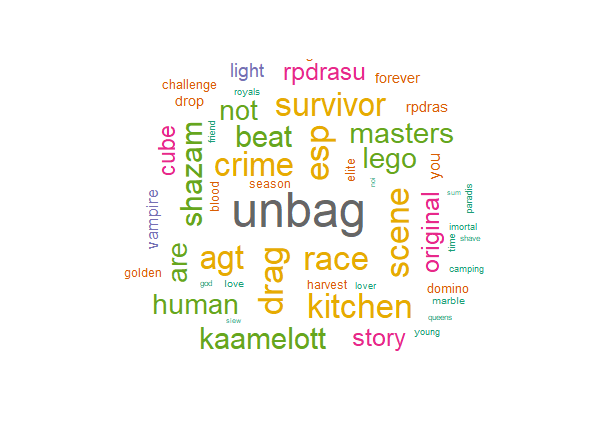 light
rpdrasu
forever
challenge
royals
drop
not
survivor
rpdras
cube
shazam
friend
beat
esp
masters
crime
lego
you
elite
blood
season
not
sum
vampire
unbag
scene
original
paradis
imortal
time
shave
are
agt
drag
race
camping
golden
god
love
harvest
lover
domino
human
kitchen
marble
slew
queens
kaamelott
story
young